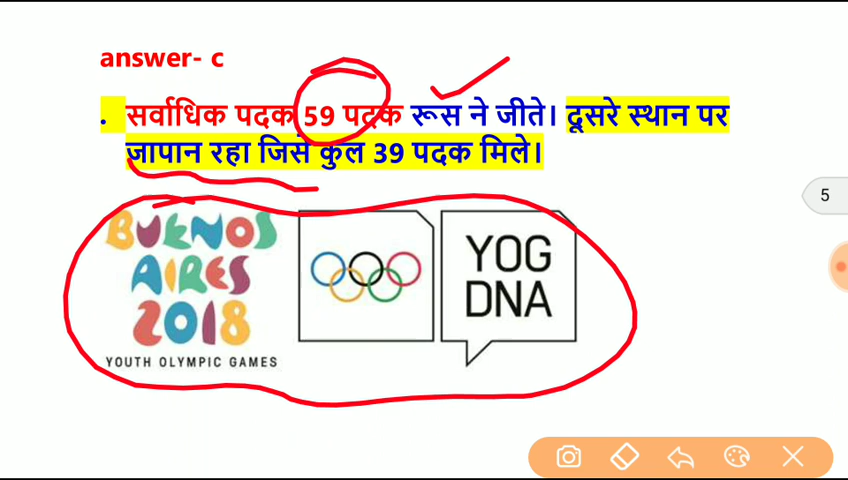 answer- c
. सर्वाधिक पदक 59 पदक रूस ने जीते। दूसरे स्थान पर
जापान रहा जिसे कुल 39 पदक मिले।
BUENOS
AIRES
2018
YOUTH OLYMPIC GAMES
YOG
DNA
5